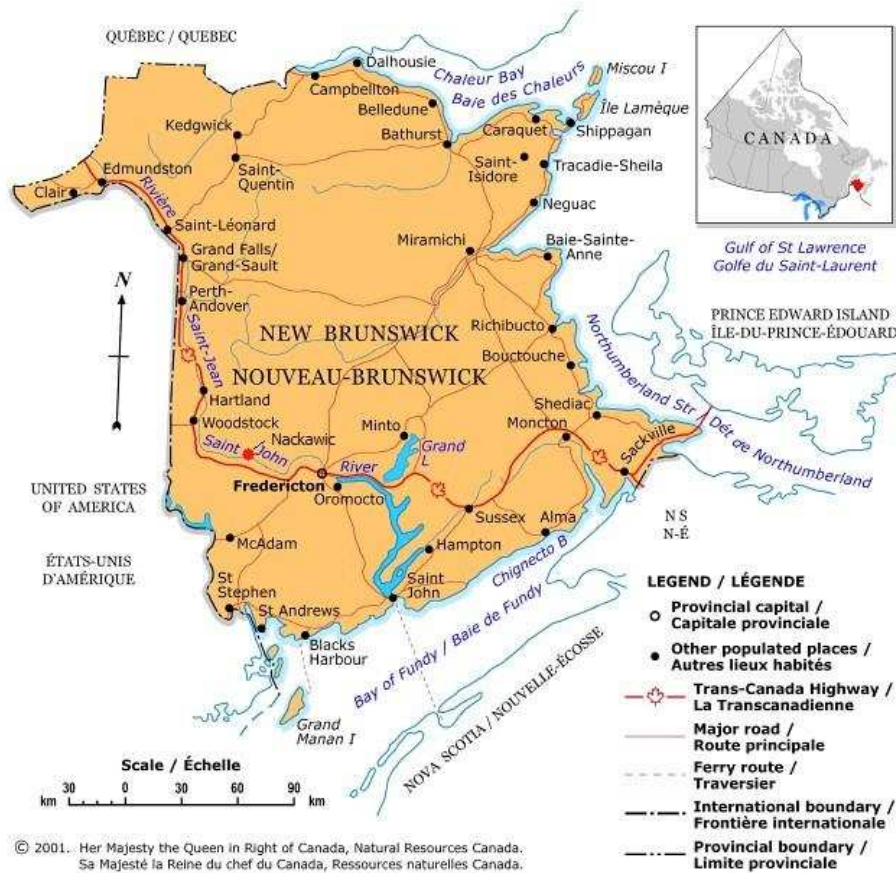 QUÉBEC / QUEBEC
Dalhousie
Campbellton
Chaleur Bay
Baie des Chaleurs
Miscou I
Île Lamèque
Belledune
Kedgwick
Bathurst
Caraquet
Shippagan
Saint-
Quentin
Saint-
Isidore
Tracadie-Sheila
Edmundston
Clair
Rivière
Saint-Léonard
Neguac
Grand Falls/
Grand-Sault
Miramichi
Baie-Sainte-
Anne
CANADA
Gulf of St Lawrence
Golfe du Saint-Laurent
N
Perth-
Andover
Saint-Jean
NEW BRUNSWICK
NOUVEAU-BRUNSWICK
Richibucto
Bouctouche
PRINCE EDWARD ISLAND
ÎLE-DU-PRINCE-ÉDOUARD
Northumberland Str
Dét de Northumberland
Hartland
Woodstock
Nackawic
Saint John
River
Minto
Grand
L
Shediac
Moncton
Sackville
Fredericton
Oromocto
UNITED STATES
OF AMERICA
ÉTATS-UNIS
D'AMÉRIQUE
McAdam
Sussex
Alma
Hampton
Chignecto B
N S
N-É
St
Stephen
St Andrews
Saint
John
Blacks
Harbour
Bay of Fundy / Baie de Fundy
Grand
Manan I
NOVA SCOTIA / NOUVELLE-ÉCOSSE
LEGEND / LÉGENDE
Provincial capital /
Capitale provinciale
Other populated places /
Autres lieux habités
Trans-Canada Highway /
La Transcanadienne
Major road /
Route principale
Ferry route /
Traversier
International boundary /
Frontière internationale
Provincial boundary /
Limite provinciale
Scale / Échelle
km 30 0 30 60 90 km
© 2001. Her Majesty the Queen in Right of Canada, Natural Resources Canada.
Sa Majesté la Reine du chef du Canada, Ressources naturelles Canada.